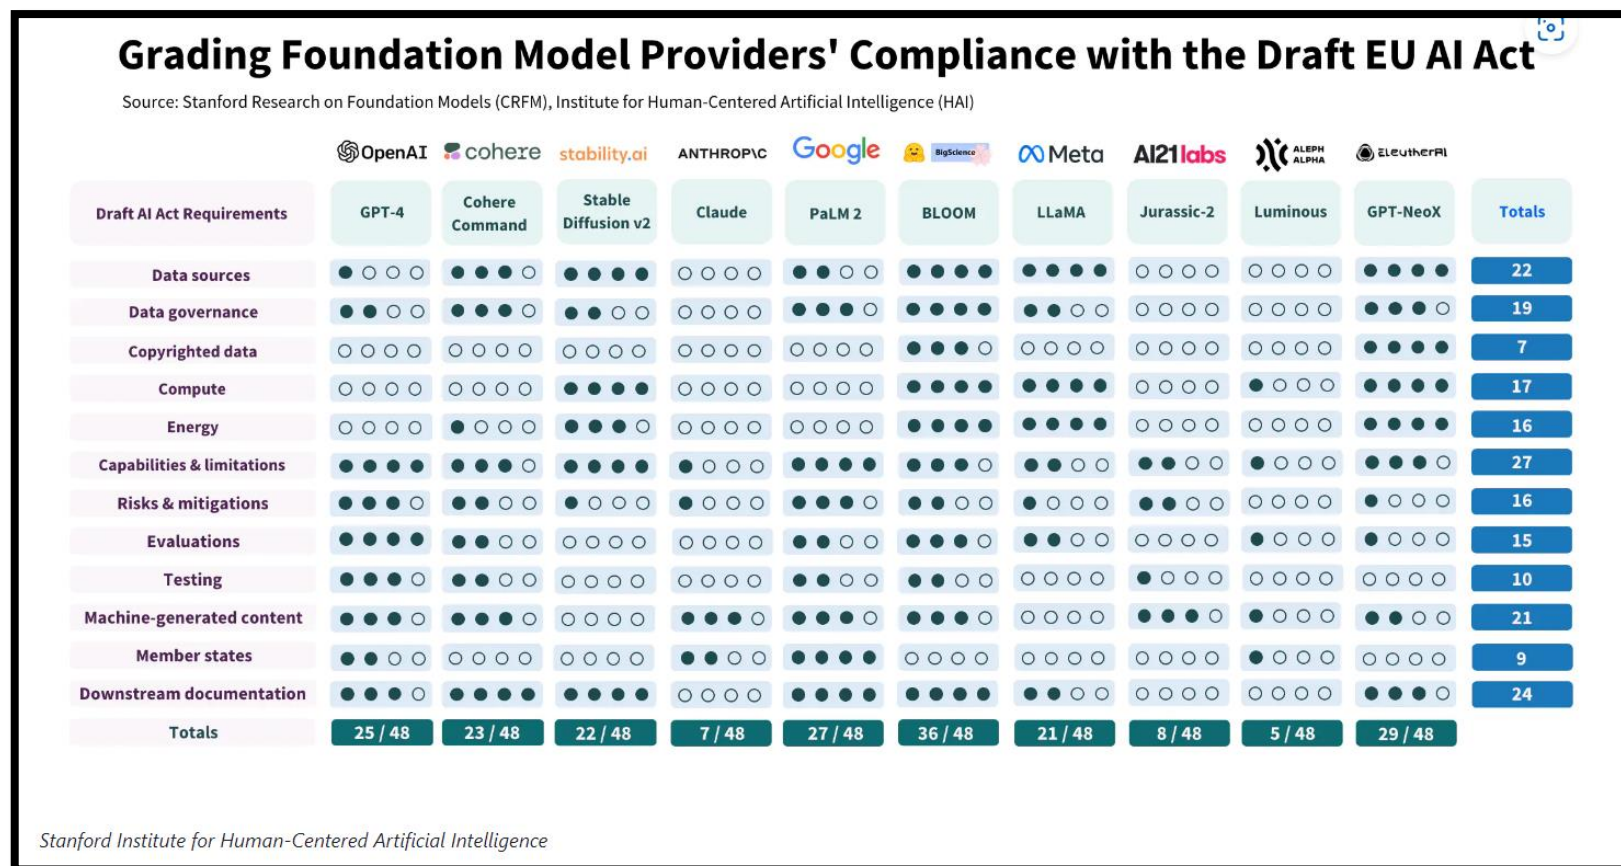 Grading Foundation Model Providers' Compliance with the Draft EU AI Act
Source: Stanford Research on Foundation Models (CRFM), Institute for Human-Centered Artificial Intelligence (HAI)
OpenAI cohere stability.ai ANTHROP\C Google BigScience Meta AI21labs ALEPH ALPHA EleutherAI
Draft AI Act Requirements GPT-4 Cohere Command Stable Diffusion v2 Claude PaLM 2 BLOOM LLaMA Jurassic-2 Luminous GPT-NeoX Totals
Data sources 22
Data governance 19
Copyrighted data 7
Compute 17
Energy 16
Capabilities & limitations 27
Risks & mitigations 16
Evaluations 15
Testing 10
Machine-generated content 21
Member states 9
Downstream documentation 24
Totals 25 / 48 23 / 48 22 / 48 7 / 48 27 / 48 36 / 48 21 / 48 8 / 48 5 / 48 29 / 48
Stanford Institute for Human-Centered Artificial Intelligence